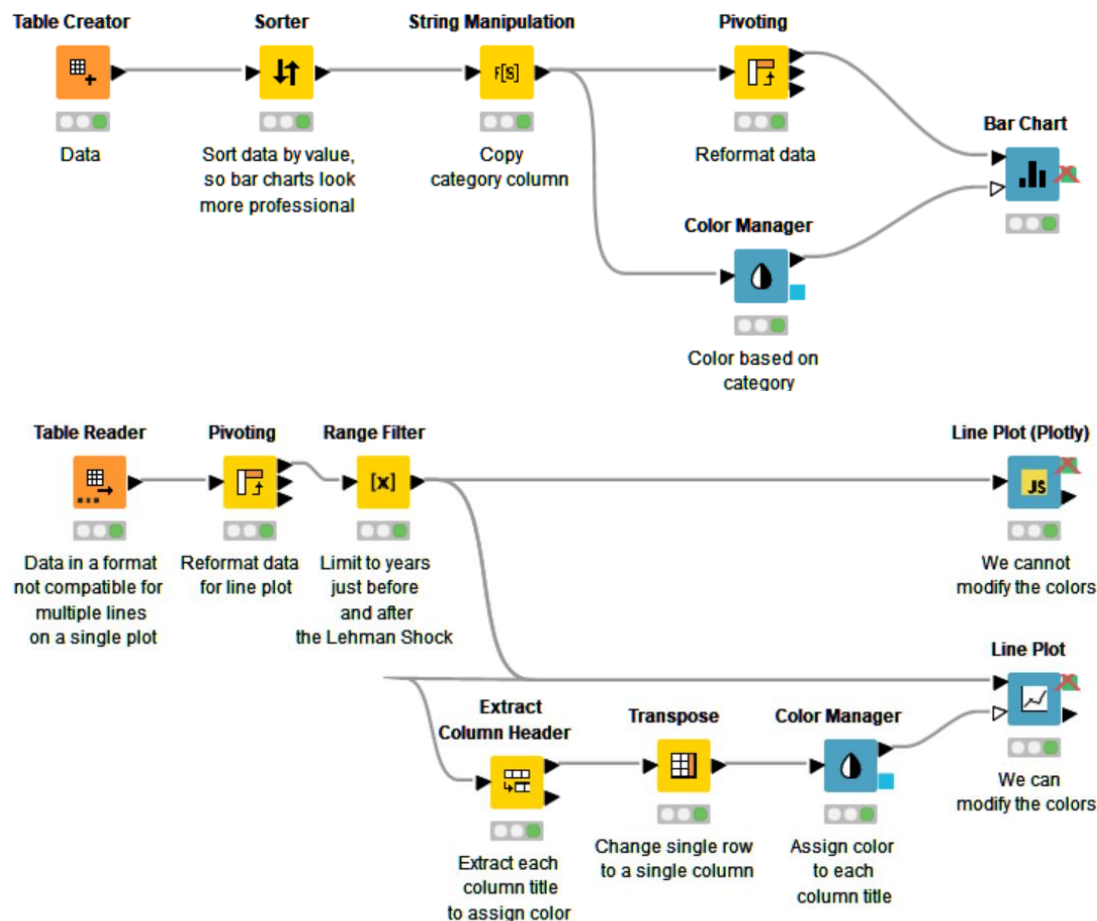 Table Creator
Sorter
String Manipulation
Pivoting
F[S]
Data
Sort data by value,
so bar charts look
more professional
Copy
category column
Reformat data
Bar Chart
Color Manager
Color based on
category
Table Reader
Pivoting
Range Filter
Line Plot (Plotly)
[x]
JS
Data in a format
not compatible for
multiple lines
on a single plot
Reformat data
for line plot
Limit to years
just before
and after
the Lehman Shock
We cannot
modify the colors
Line Plot
Extract
Column Header
Transpose
Color Manager
We can
modify the colors
Extract each
column title
to assign color
Change single row
to a single column
Assign color
to each
column title